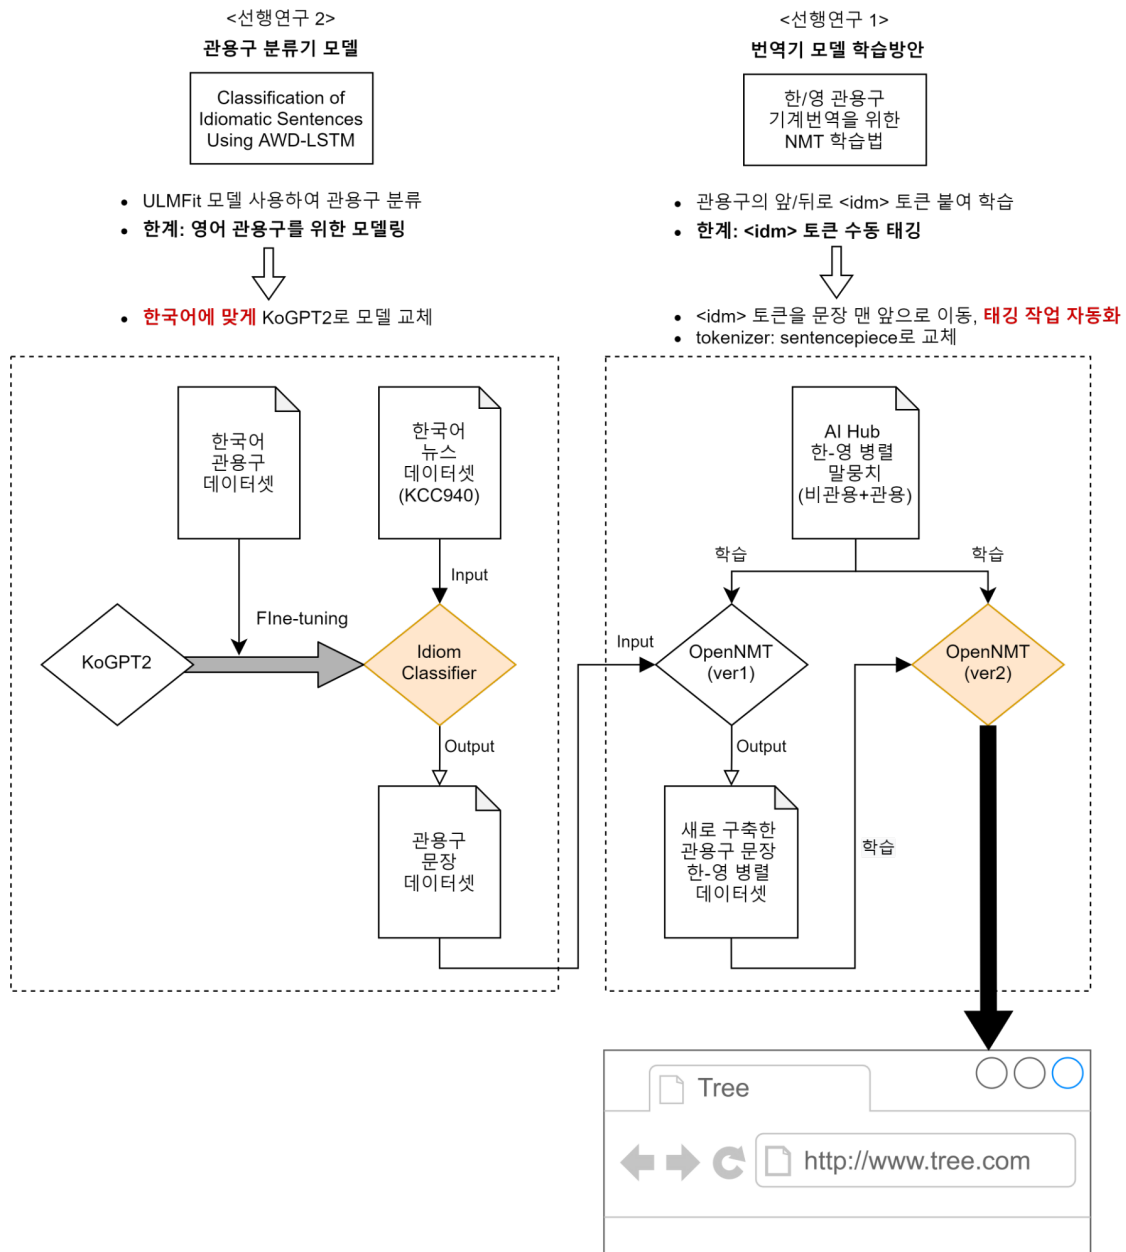 <선행연구 2>
관용구 분류기 모델
Classification of
Idiomatic Sentences
Using AWD-LSTM
• ULMFit 모델 사용하여 관용구 분류
• 한계: 영어 관용구를 위한 모델링
• 한국어에 맞게 KoGPT2로 모델 교체
<선행연구 1>
번역기 모델 학습방안
한/영 관용구
기계번역을 위한
NMT 학습법
• 관용구의 앞/뒤로 <idm> 토큰 붙여 학습
• 한계: <idm> 토큰 수동 태깅
• <idm> 토큰을 문장 맨 앞으로 이동, 태깅 작업 자동화
• tokenizer: sentencepiece로 교체
한국어
관용구
데이터셋
한국어
뉴스
데이터셋
(KCC940)
Input
FIne-tuning
KoGPT2
Idiom
Classifier
Output
관용구
문장
데이터셋
AI Hub
한-영 병렬
말뭉치
(비관용+관용)
학습
학습
Input
OpenNMT
(ver1)
OpenNMT
(ver2)
Output
새로 구축한
관용구 문장
한-영 병렬
데이터셋
학습
Tree
http://www.tree.com